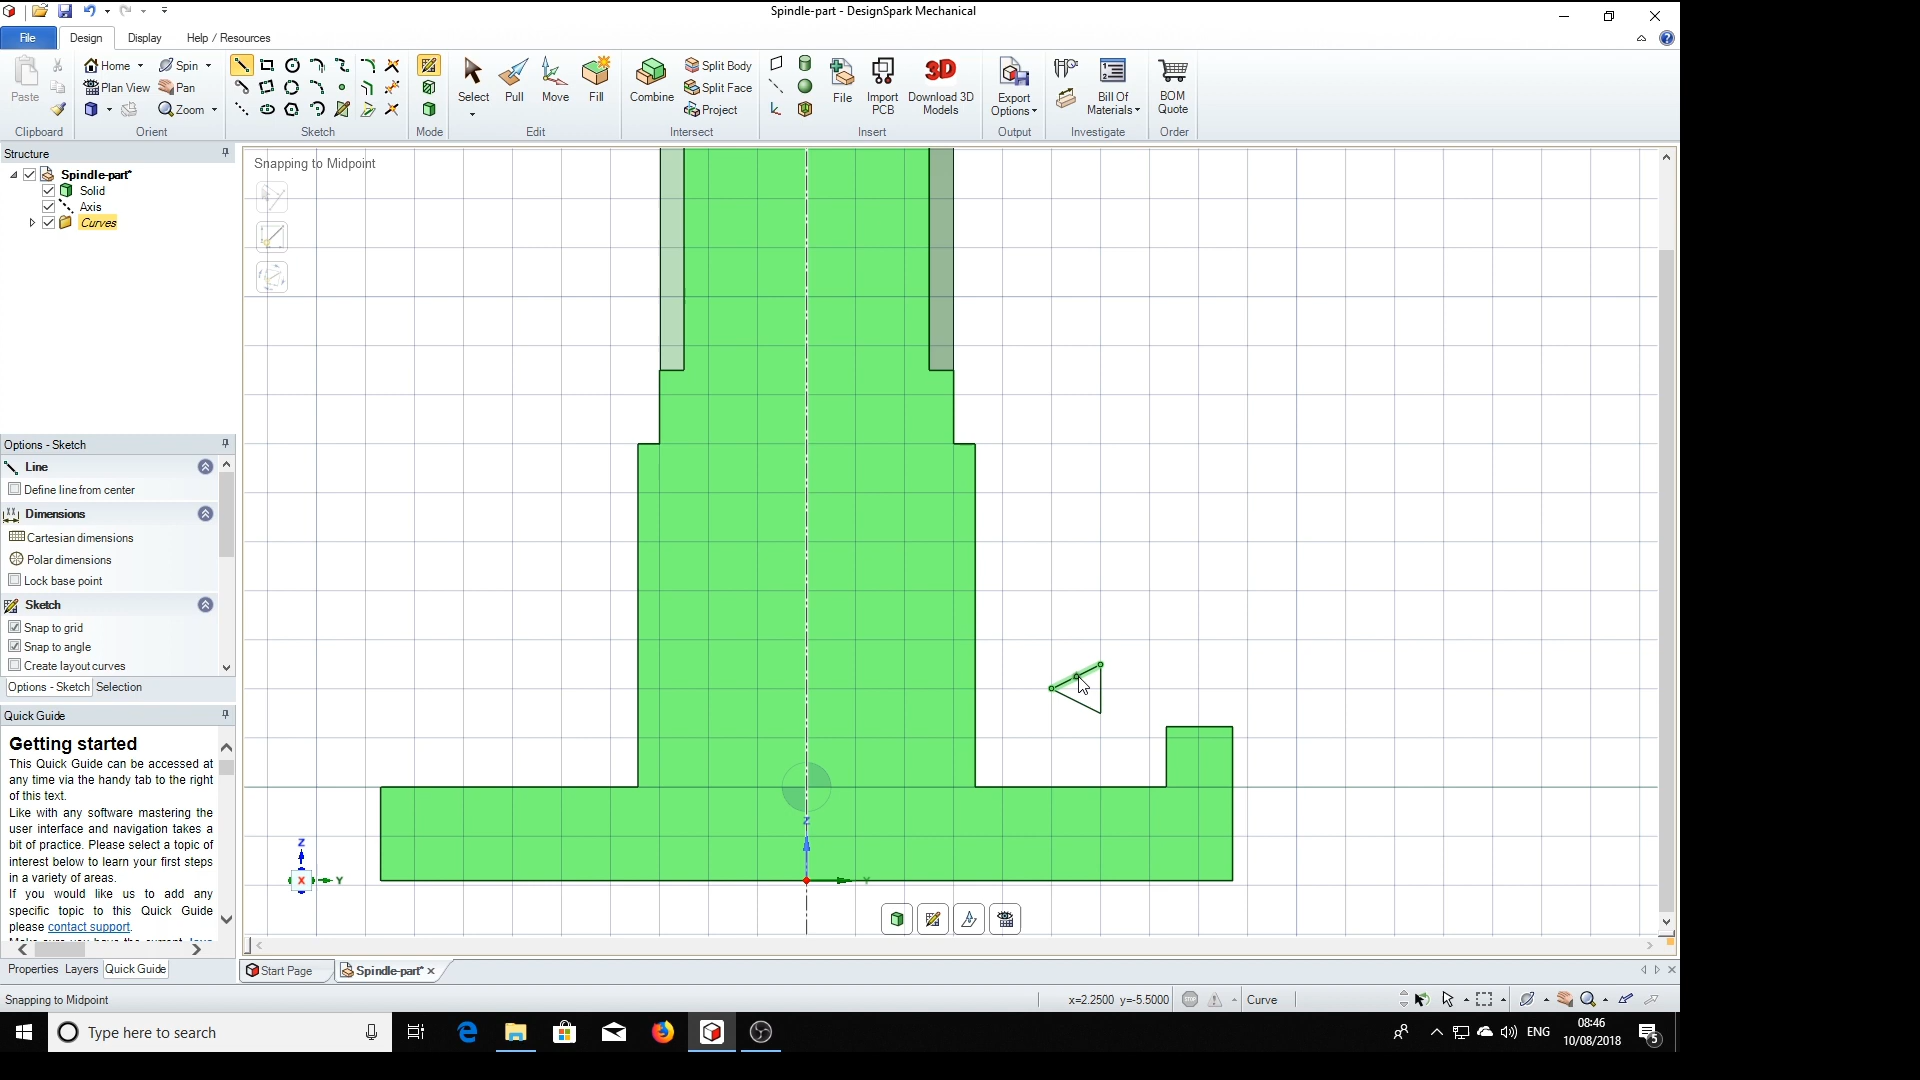 Spindle-part - DesignSpark Mechanical
File Design Display Help / Resources
Paste Home Spin Select Pull Move Fill Combine Split Body File Import PCB 3D Download 3D Models Export Options Bill Of Materials BOM Quote
Plan View Pan Split Face
Zoom Project
Clipboard Orient Sketch Mode Edit Intersect Insert Output Investigate Order
Structure
Spindle-part*
Solid
Axis
Curves
Snapping to Midpoint
Options - Sketch
Line
Define line from center
Dimensions
Cartesian dimensions
Polar dimensions
Lock base point
Sketch
Snap to grid
Snap to angle
Create layout curves
Options - Sketch Selection
Quick Guide
Getting started
This Quick Guide can be accessed at
any time via the handy tab to the right
of this text.
Like with any software mastering the
user interface and navigation takes a
bit of practice. Please select a topic of
interest below to learn your first steps
in a variety of areas.
If you would like us to add any
specific topic to this Quick Guide
please contact support.
Z
X
Y
Z
Y
Properties Layers Quick Guide
Start Page Spindle-part*
Snapping to Midpoint
x=2.2500 y=-5.5000
Curve
Type here to search
ENG
08:46
10/08/2018
5